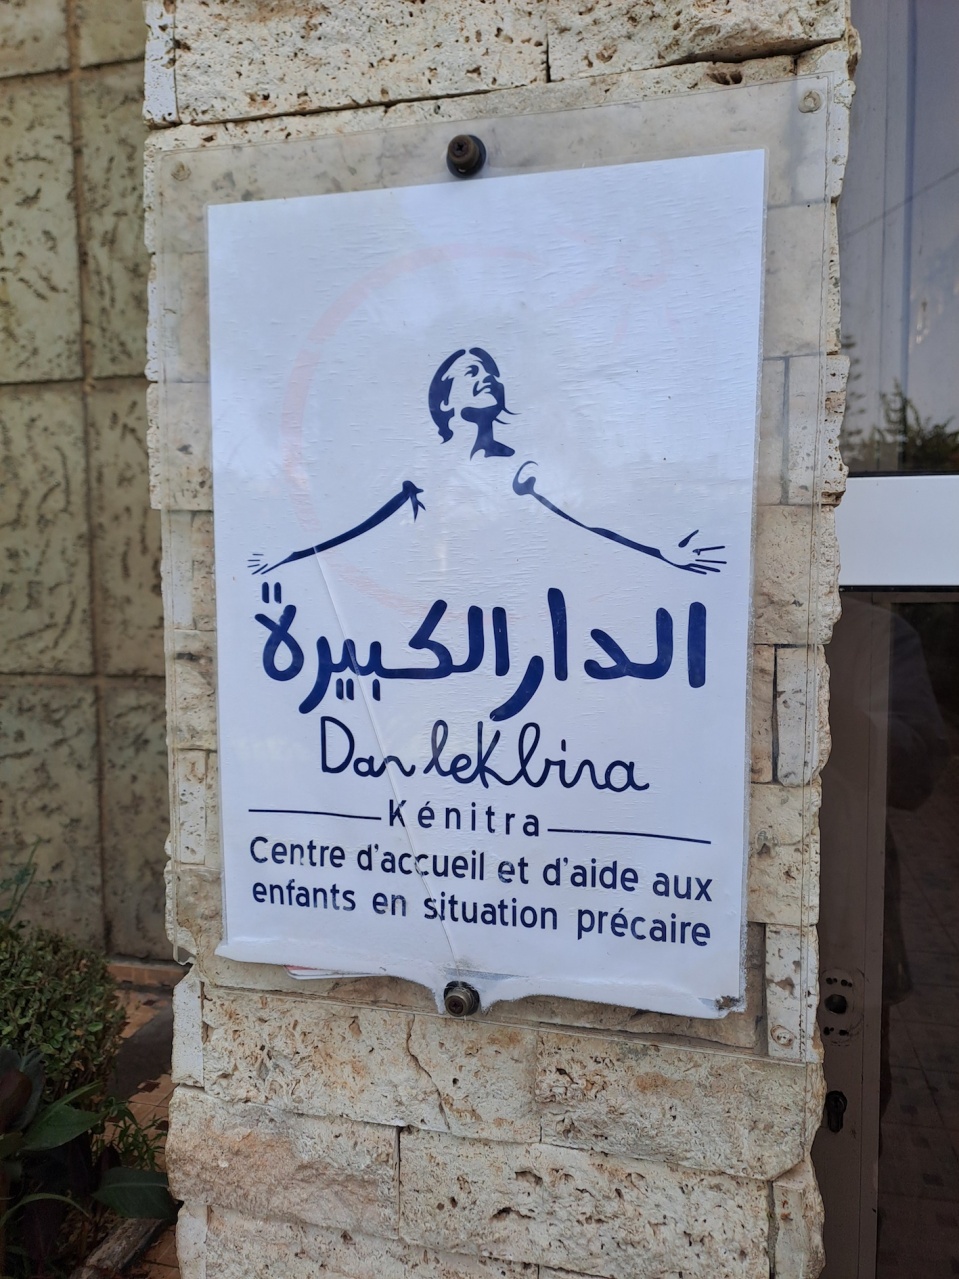 الدار الكبيرة
Dar lekbira
Kénitra
Centre d'accueil et d'aide aux
enfants en situation précaire